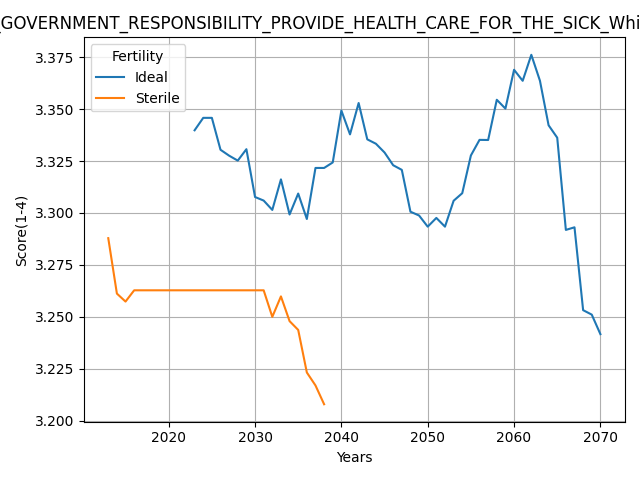 _GOVERNMENT_RESPONSIBILITY_PROVIDE_HEALTH_CARE_FOR_THE_SICK_Whi
Fertility
Ideal
Sterile
Score(1-4)
3.375
3.350
3.325
3.300
3.275
3.250
3.225
3.200
2020 2030 2040 2050 2060 2070
Years